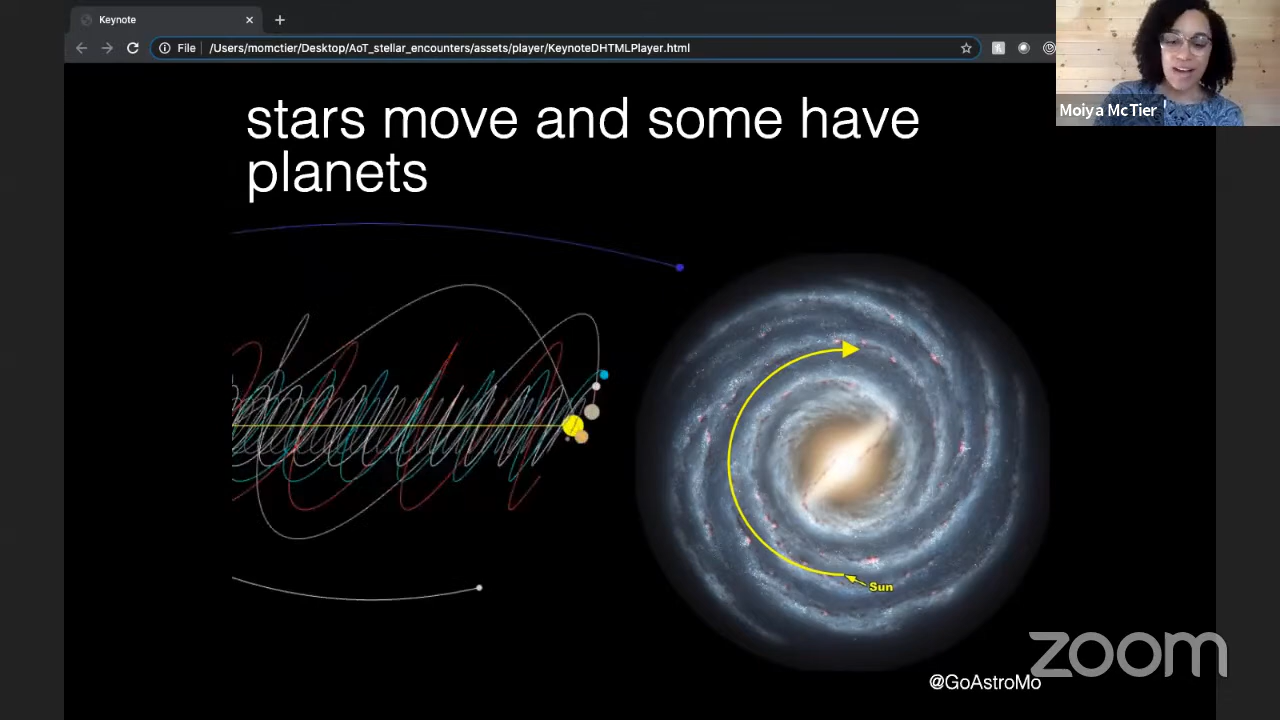 Keynote
File /Users/momctier/Desktop/AoT_stellar_encounters/assets/player/KeynoteDHTMLPlayer.html
Moiya McTier
stars move and some have
planets
Sun
zoom
@GoAstroMo